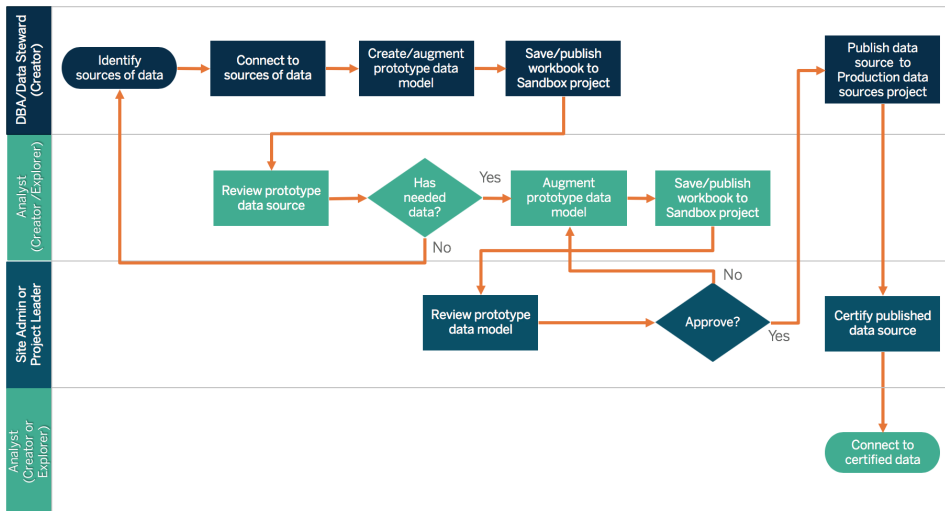 DBA/Data Steward
(Creator)
Identify
sources of data
Connect to
sources of data
Create/augment
prototype data
model
Save/publish
workbook to
Sandbox project
Publish data
source to
Production data
sources project
Analyst
(Creator /Explorer)
Review prototype
data source
Has
needed
data?
Yes
No
Augment
prototype data
model
Save/publish
workbook to
Sandbox project
Site Admin or
Project Leader
Review prototype
data model
Approve?
No
Yes
Certify published
data source
Analyst
(Creator or
Explorer)
Connect to
certified data